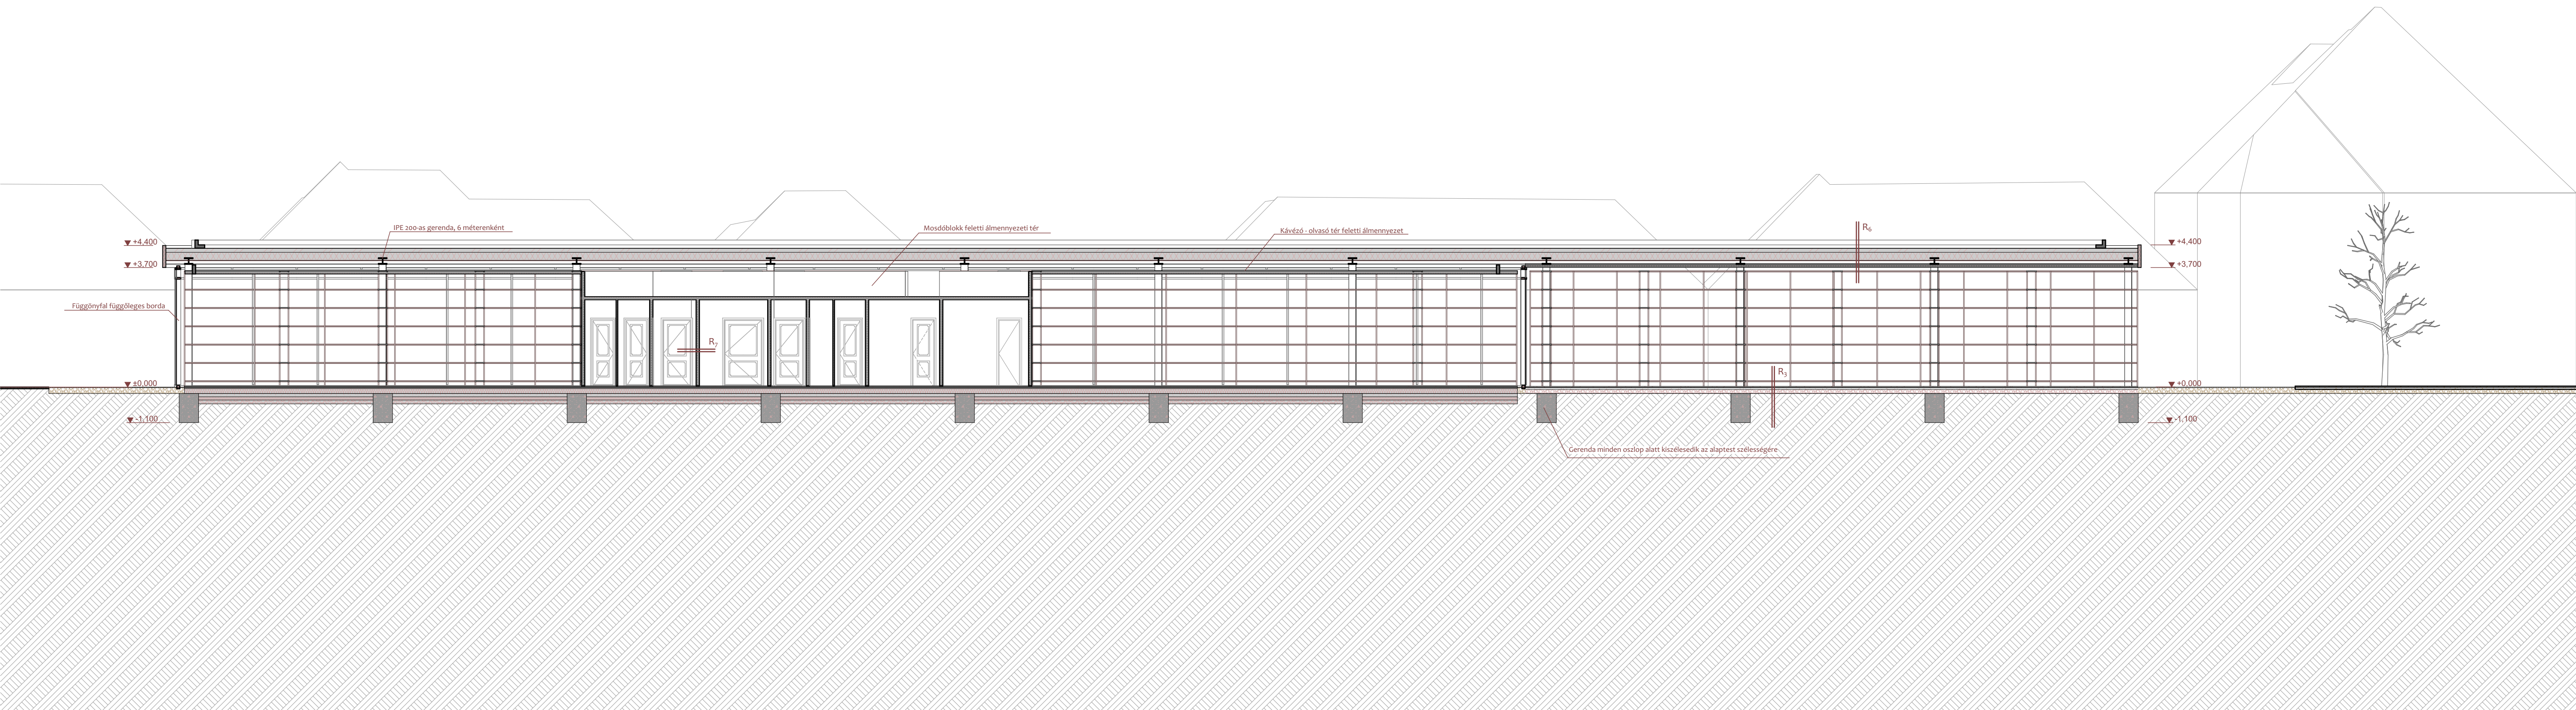 IPE 200-as gerenda, 6 méterenként
Mosdóblokk feletti álmennyezeti tér
Kávézó - olvasó tér feletti álmennyezet
R6
+4,400
+4,400
+3,700
+3,700
Függönyfal függőleges borda
R7
R3
±0,000
±0,000
-1,100
-1,100
Gerenda minden oszlop alatt kiszélesedik az alaptest szélességére